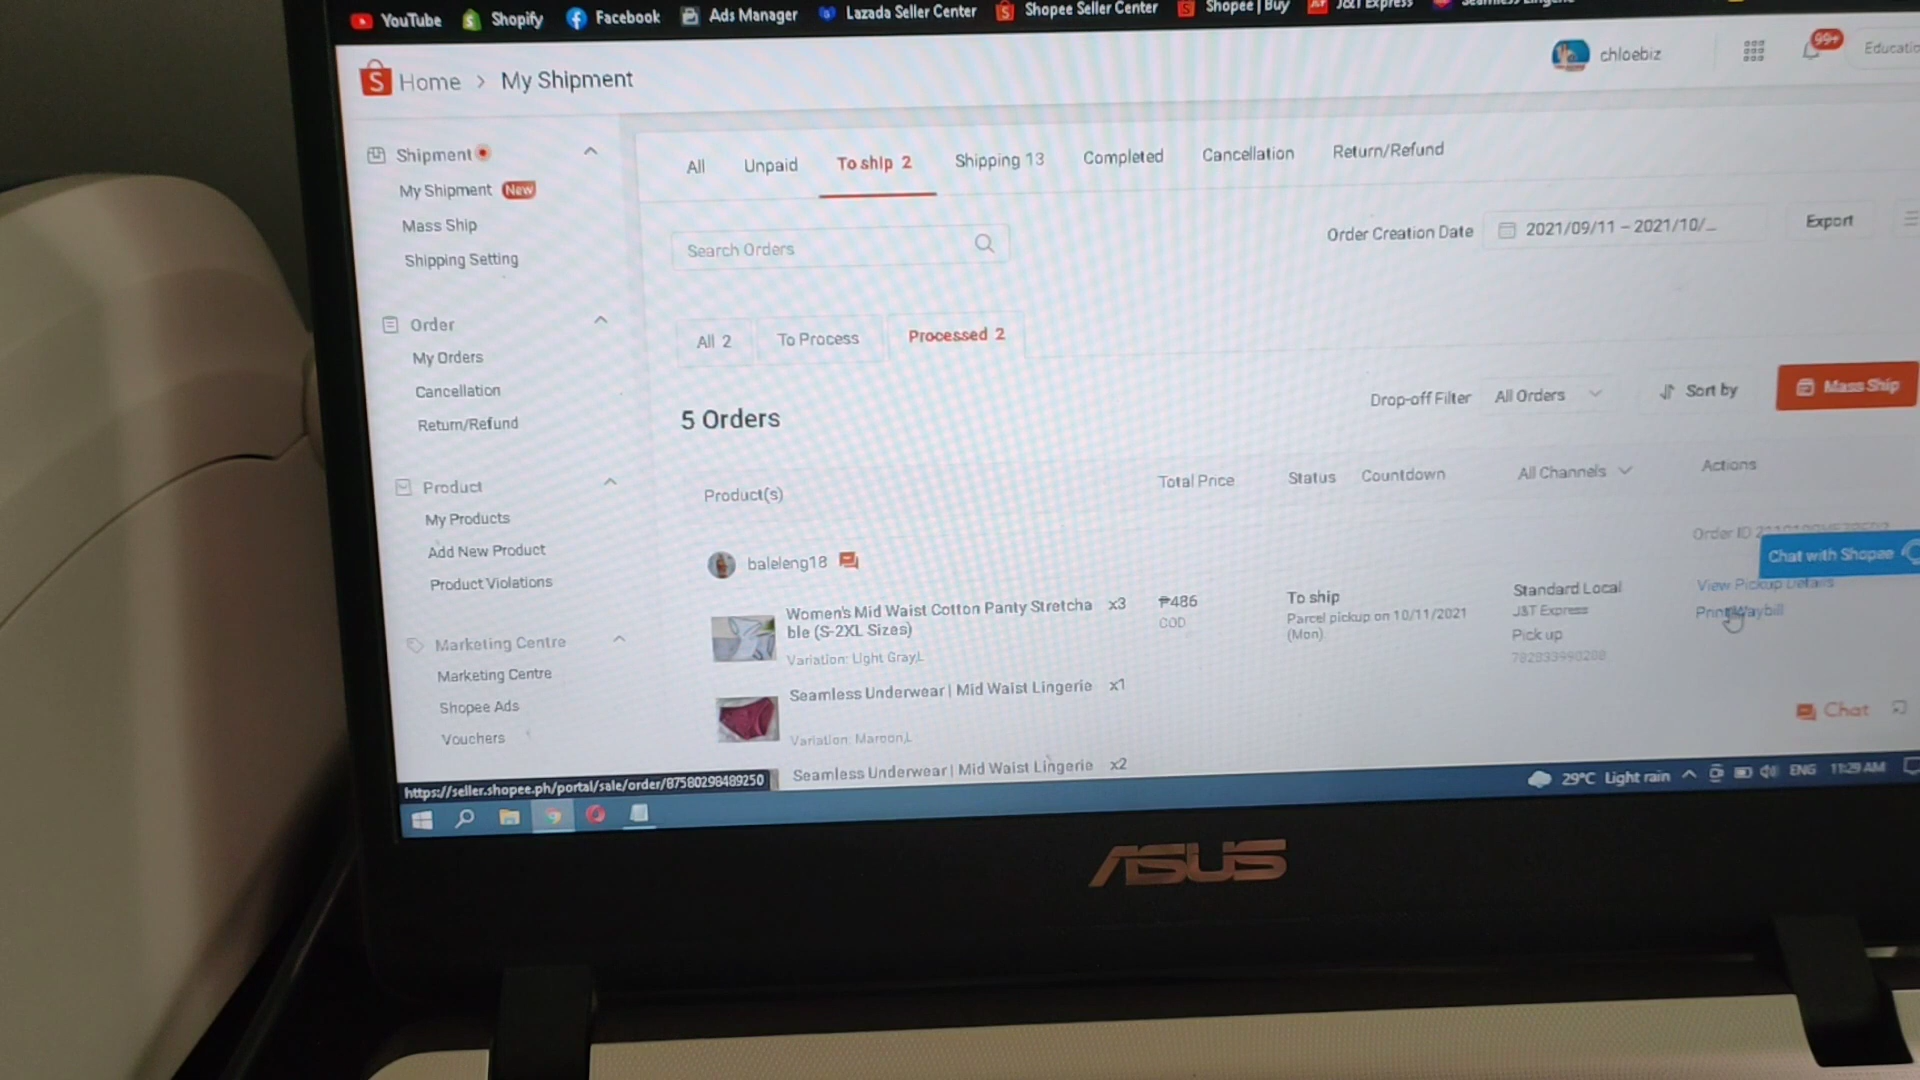 YouTube Shopify Facebook Ads Manager Lazada Seller Center Shopee Seller Center Shopee | Buy J&T Express
Home > My Shipment
chloebiz
99+
Shipment
My Shipment New
Mass Ship
Shipping Setting
Order
My Orders
Cancellation
Return/Refund
Product
My Products
Add New Product
Product Violations
Marketing Centre
Marketing Centre
Shopee Ads
Vouchers
All Unpaid To ship 2 Shipping 13 Completed Cancellation Return/Refund
Search Orders
Order Creation Date 2021/09/11 – 2021/10/...
Export
All 2 To Process Processed 2
5 Orders
Drop-off Filter All Orders Sort by Mass Ship
Product(s) Total Price Status Countdown All Channels Actions
baleleng18
Order ID
Chat with Shopee
Women's Mid Waist Cotton Panty Stretcha x3
ble (S-2XL Sizes)
Variation: Light Gray,L
₱486
COD
To ship
Parcel pickup on 10/11/2021
(Mon)
Standard Local
J&T Express
Pick up
View Pickup Details
Print Waybill
Seamless Underwear | Mid Waist Lingerie x1
Variation: Maroon,L
Chat
Seamless Underwear | Mid Waist Lingerie x2
https://seller.shopee.ph/portal/sale/order/87580298489250
29°C Light rain ENG 11:29 AM
ASUS